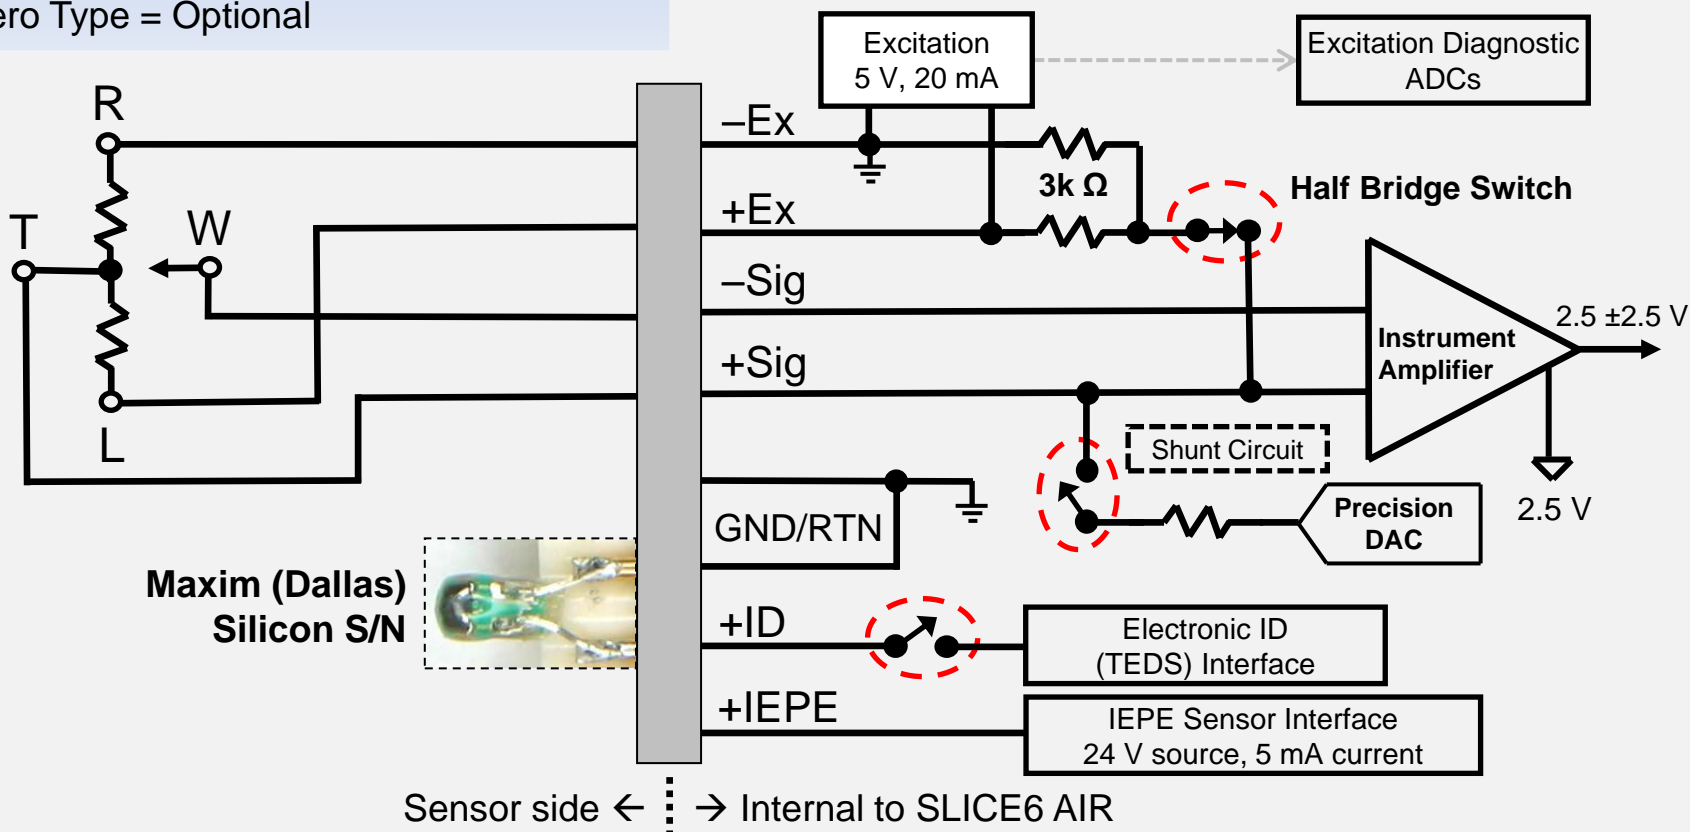 ero Type = Optional
Excitation
5 V, 20 mA
Excitation Diagnostic
ADCs
R
–Ex
3k Ω
Half Bridge Switch
T
W
+Ex
–Sig
2.5 ±2.5 V
Instrument
Amplifier
+Sig
L
Shunt Circuit
GND/RTN
Precision
DAC
2.5 V
Maxim (Dallas)
Silicon S/N
+ID
Electronic ID
(TEDS) Interface
+IEPE
IEPE Sensor Interface
24 V source, 5 mA current
Sensor side ← → Internal to SLICE6 AIR